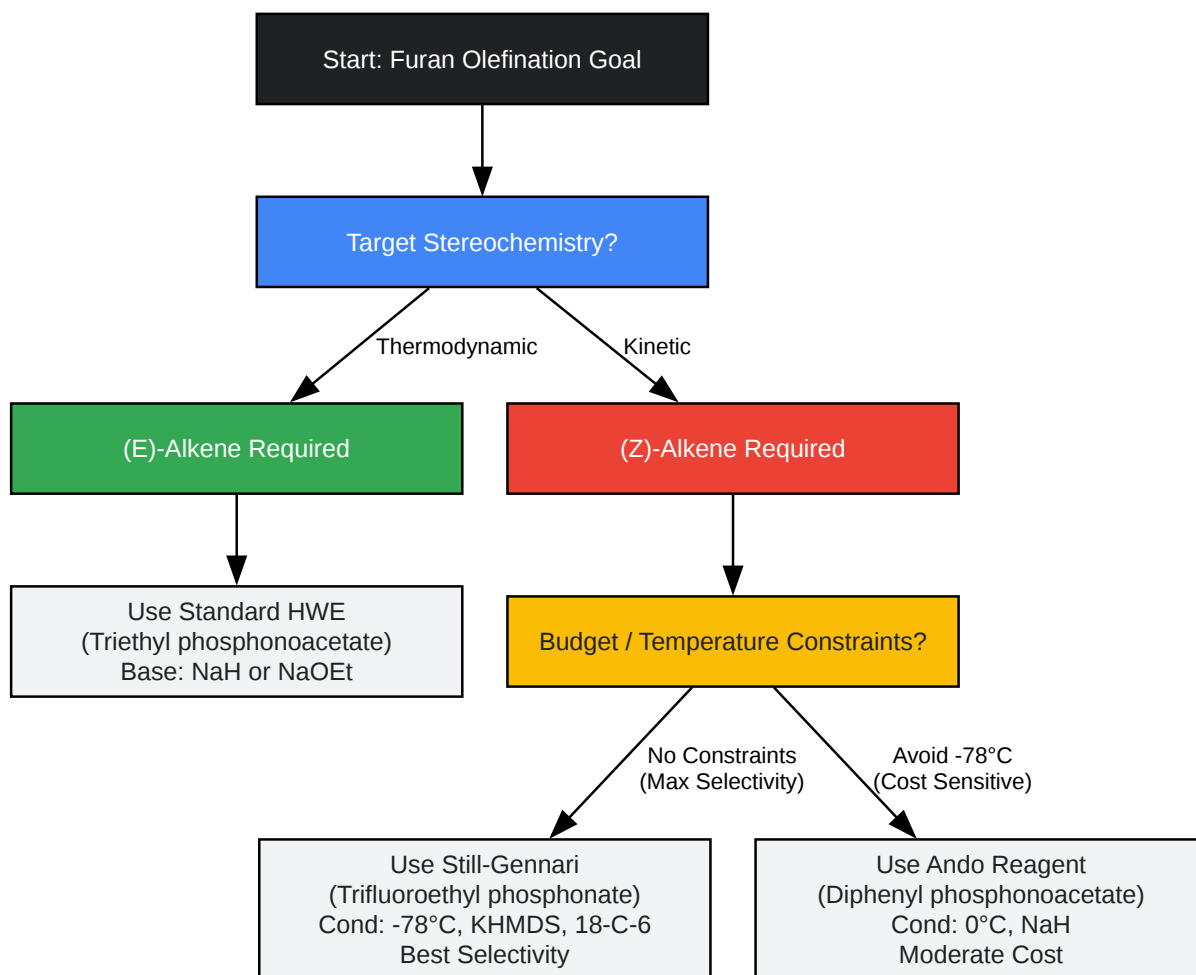 Start: Furan Olefination Goal
Target Stereochemistry?
Thermodynamic
Kinetic
(E)-Alkene Required
(Z)-Alkene Required
Use Standard HWE
(Triethyl phosphonoacetate)
Base: NaH or NaOEt
Budget / Temperature Constraints?
No Constraints
(Max Selectivity)
Avoid -78°C
(Cost Sensitive)
Use Still-Gennari
(Trifluoroethyl phosphonate)
Cond: -78°C, KHMDS, 18-C-6
Best Selectivity
Use Ando Reagent
(Diphenyl phosphonoacetate)
Cond: 0°C, NaH
Moderate Cost